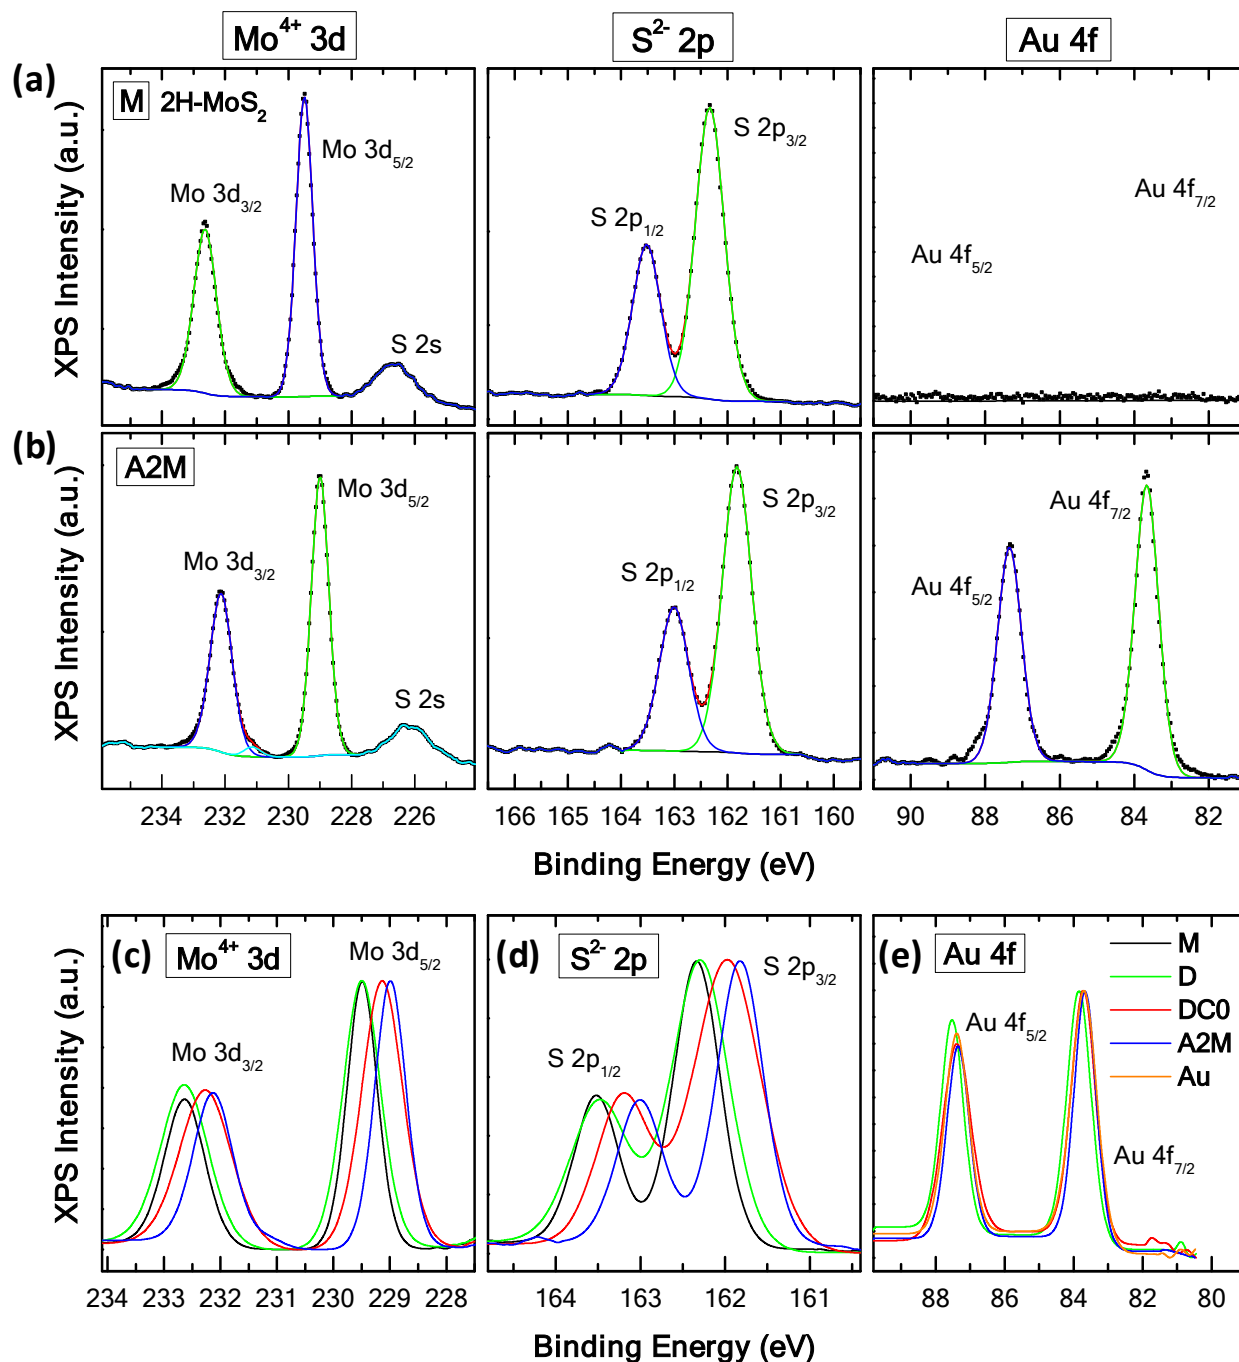 Mo⁴⁺ 3d
S²⁻ 2p
Au 4f
(a)
M 2H-MoS₂
Mo 3d₅/₂
Mo 3d₃/₂
S 2s
S 2p₃/₂
S 2p₁/₂
Au 4f₇/₂
Au 4f₅/₂
XPS Intensity (a.u.)
(b)
A2M
Mo 3d₅/₂
Mo 3d₃/₂
S 2s
S 2p₃/₂
S 2p₁/₂
Au 4f₇/₂
Au 4f₅/₂
XPS Intensity (a.u.)
234 232 230 228 226
166 165 164 163 162 161 160
90 88 86 84 82
Binding Energy (eV)
(c)
Mo⁴⁺ 3d
Mo 3d₅/₂
Mo 3d₃/₂
(d)
S²⁻ 2p
S 2p₃/₂
S 2p₁/₂
(e)
Au 4f
M
D
DC0
A2M
Au
Au 4f₅/₂
Au 4f₇/₂
XPS Intensity (a.u.)
234 233 232 231 230 229 228
164 163 162 161
88 86 84 82 80
Binding Energy (eV)